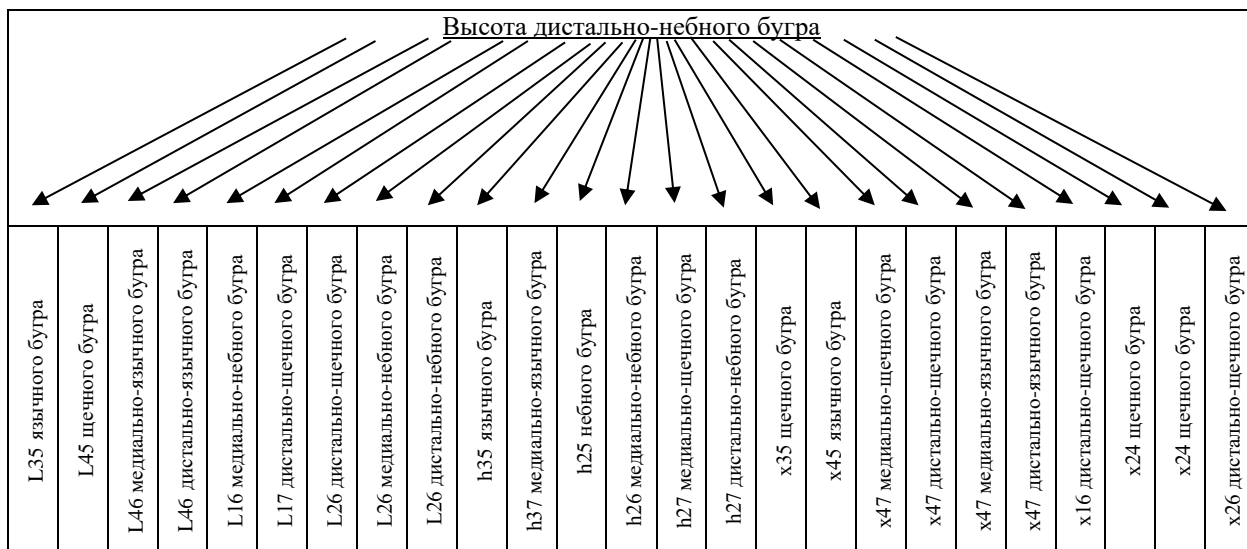 Высота дистально-небного бугра
L35 язычного бугра
L45 щечного бугра
L46 медиально-язычного бугра
L46 дистально-язычного бугра
L16 медиально-небного бугра
L17 дистально-щечного бугра
L26 дистально-щечного бугра
L26 медиально-небного бугра
L26 дистально-небного бугра
h35 язычного бугра
h37 медиально-язычного бугра
h25 небного бугра
h26 медиально-небного бугра
h27 медиально-щечного бугра
h27 дистально-небного бугра
x35 щечного бугра
x45 язычного бугра
x47 медиально-щечного бугра
x47 дистально-щечного бугра
x47 медиально-язычного бугра
x47 дистально-язычного бугра
x16 дистально-щечного бугра
x24 щечного бугра
x24 щечного бугра
x26 дистально-щечного бугра